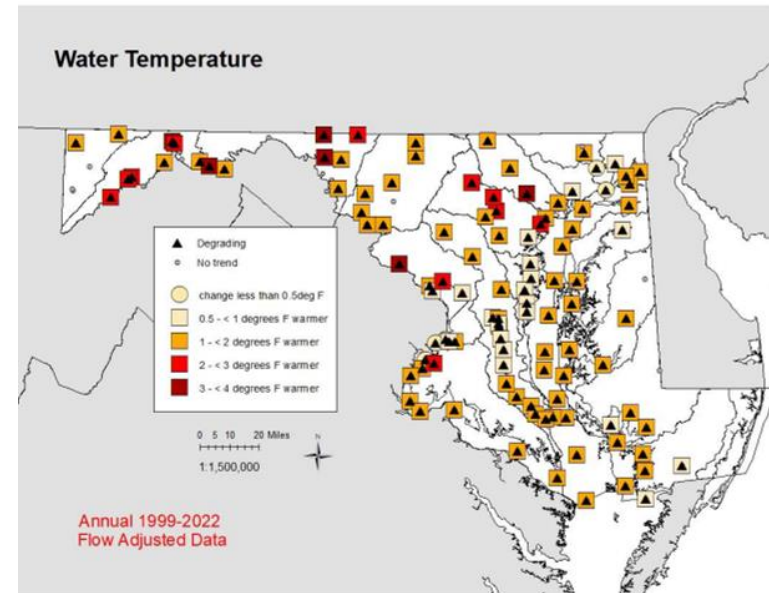 Water Temperature
Degrading
No trend
change less than 0.5deg F
0.5 - < 1 degrees F warmer
1 - < 2 degrees F warmer
2 - < 3 degrees F warmer
3 - < 4 degrees F warmer
0 5 10 20 Miles
1:1,500,000
N
Annual 1999-2022
Flow Adjusted Data